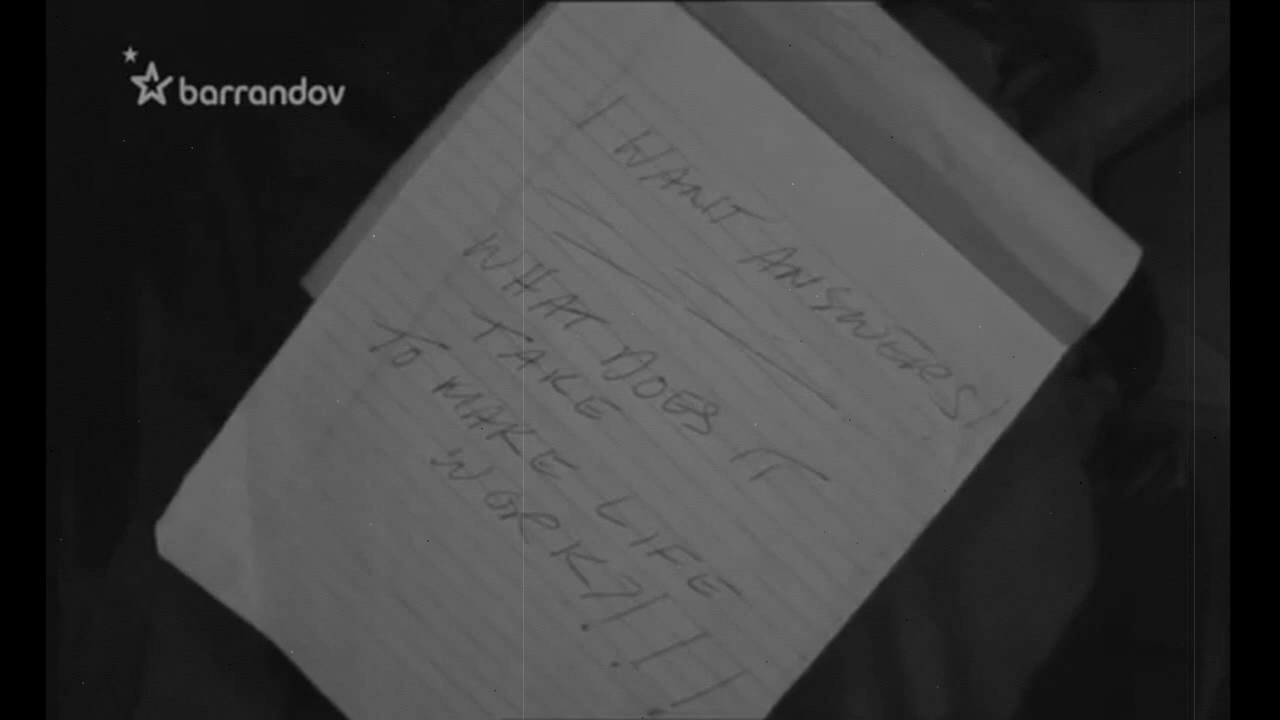 barrandov
I WANT ANSWERS!
WHAT DOES IT
TAKE
TO MAKE LIFE
WORK?!!!